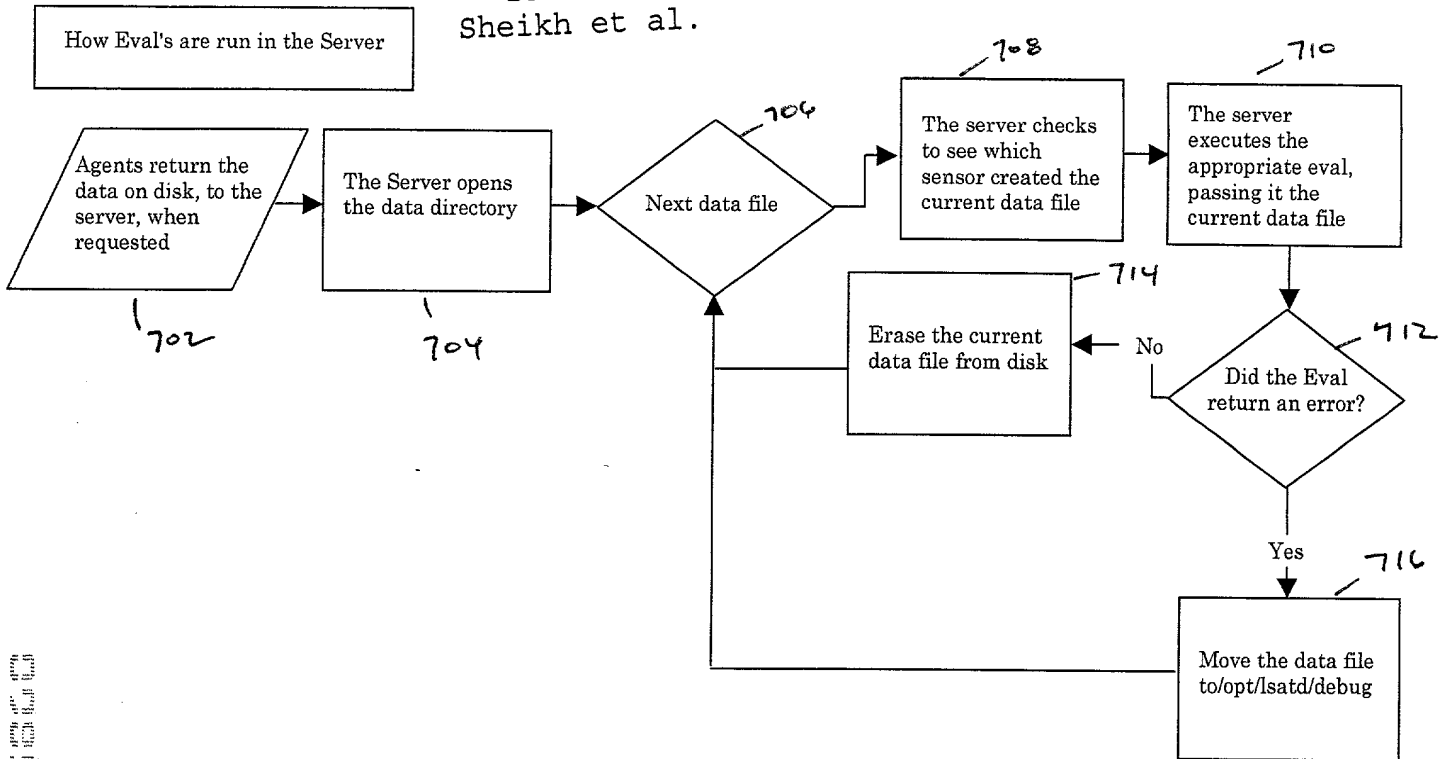 Sheikh et al.
How Eval's are run in the Server
Agents return the
data on disk, to the
server, when
requested
702
The Server opens
the data directory
704
Next data file
706
The server checks
to see which
sensor created the
current data file
708
The server
executes the
appropriate eval,
passing it the
current data file
710
Did the Eval
return an error?
712
No
Erase the current
data file from disk
714
Yes
Move the data file
to/opt/lsatd/debug
716